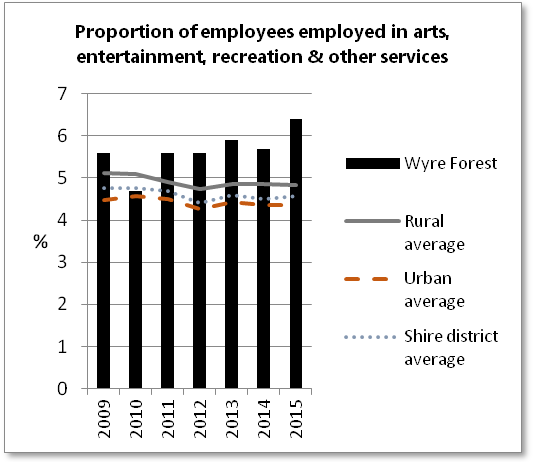 Proportion of employees employed in arts,
entertainment, recreation & other services
7
6
5
4
3
2
1
0
%
2009
2010
2011
2012
2013
2014
2015
Wyre Forest
Rural
average
Urban
average
Shire district
average